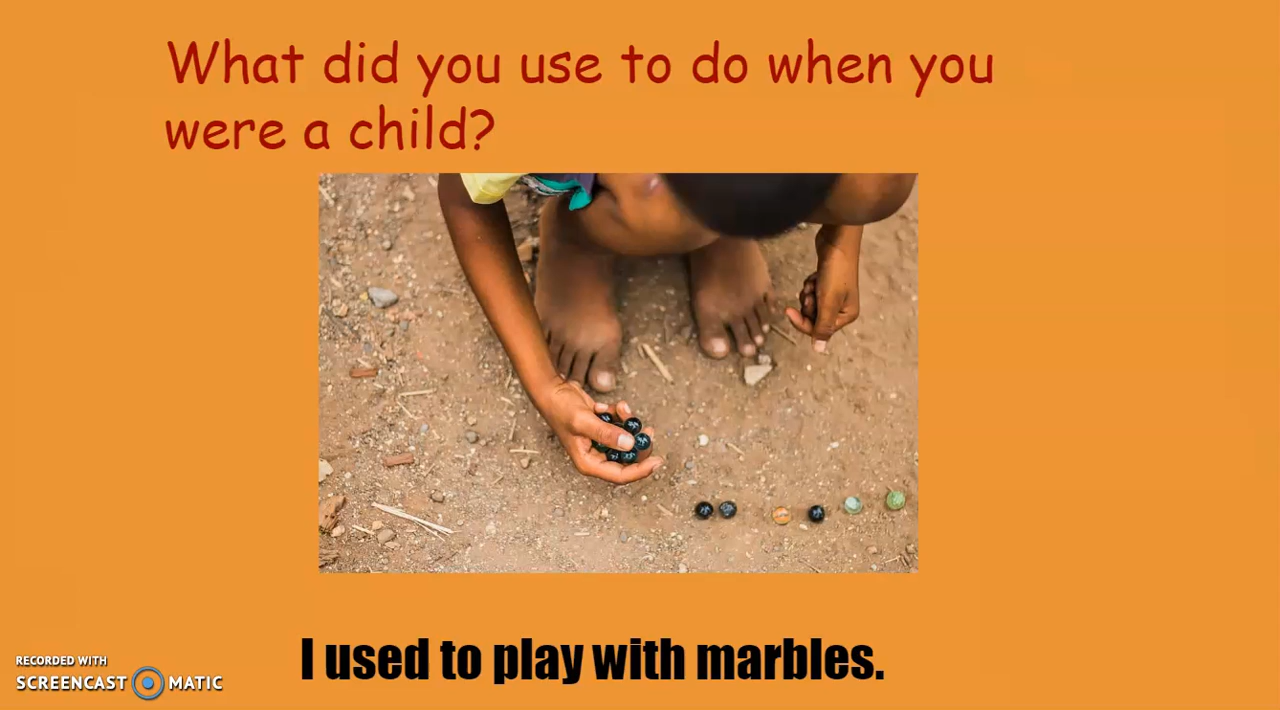 What did you use to do when you
were a child?
I used to play with marbles.
RECORDED WITH
SCREENCAST MATIC